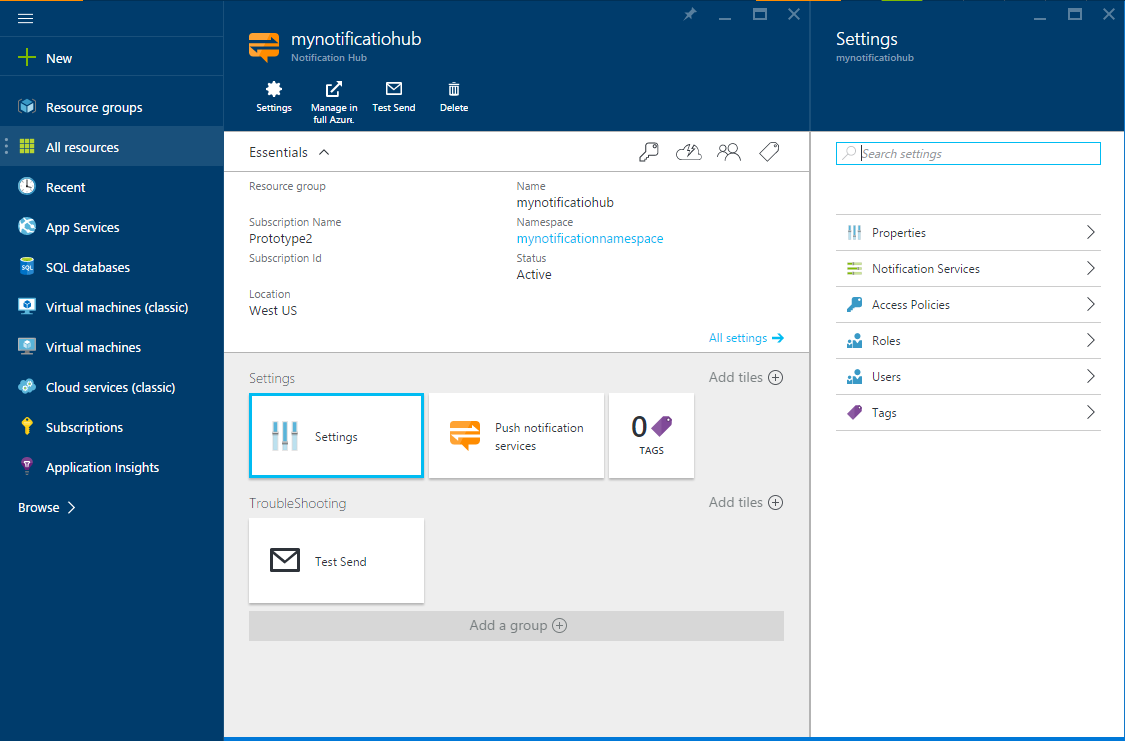 New
Resource groups
All resources
Recent
App Services
SQL databases
Virtual machines (classic)
Virtual machines
Cloud services (classic)
Subscriptions
Application Insights
Browse
mynotificatiohub
Notification Hub
Settings
Manage in
full Azur.
Test Send
Delete
Essentials
Resource group
Subscription Name
Prototype2
Subscription Id
Location
West US
Name
mynotificatiohub
Namespace
mynotificationnamespace
Status
Active
All settings
Settings
Add tiles
Settings
Push notification
services
0
TAGS
TroubleShooting
Add tiles
Test Send
Add a group
Settings
mynotificatiohub
Search settings
Properties
Notification Services
Access Policies
Roles
Users
Tags